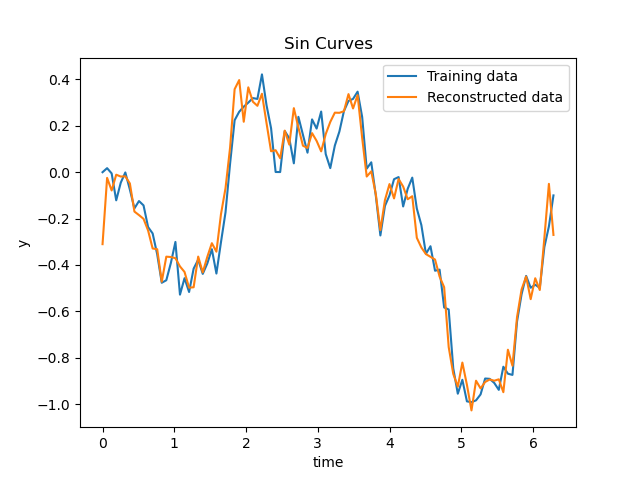 Sin Curves
Training data
Reconstructed data
y
0.4
0.2
0.0
−0.2
−0.4
−0.6
−0.8
−1.0
0 1 2 3 4 5 6
time